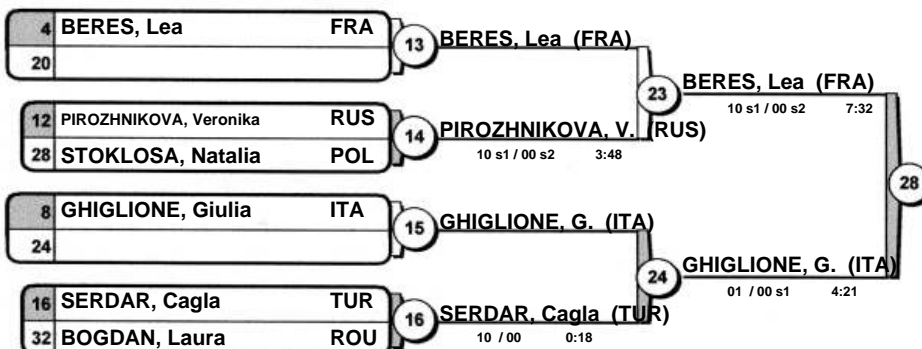 4 BERES, Lea FRA
20
13 BERES, Lea (FRA)
12 PIROZHNIKOVA, Veronika RUS
28 STOKLOSA, Natalia POL
14 PIROZHNIKOVA, V. (RUS)
10 s1 / 00 s2 3:48
23 BERES, Lea (FRA)
10 s1 / 00 s2 7:32
8 GHIGLIONE, Giulia ITA
24
15 GHIGLIONE, G. (ITA)
16 SERDAR, Cagla TUR
32 BOGDAN, Laura ROU
16 SERDAR, Cagla (TUR)
10 / 00 0:18
24 GHIGLIONE, G. (ITA)
01 / 00 s1 4:21
28